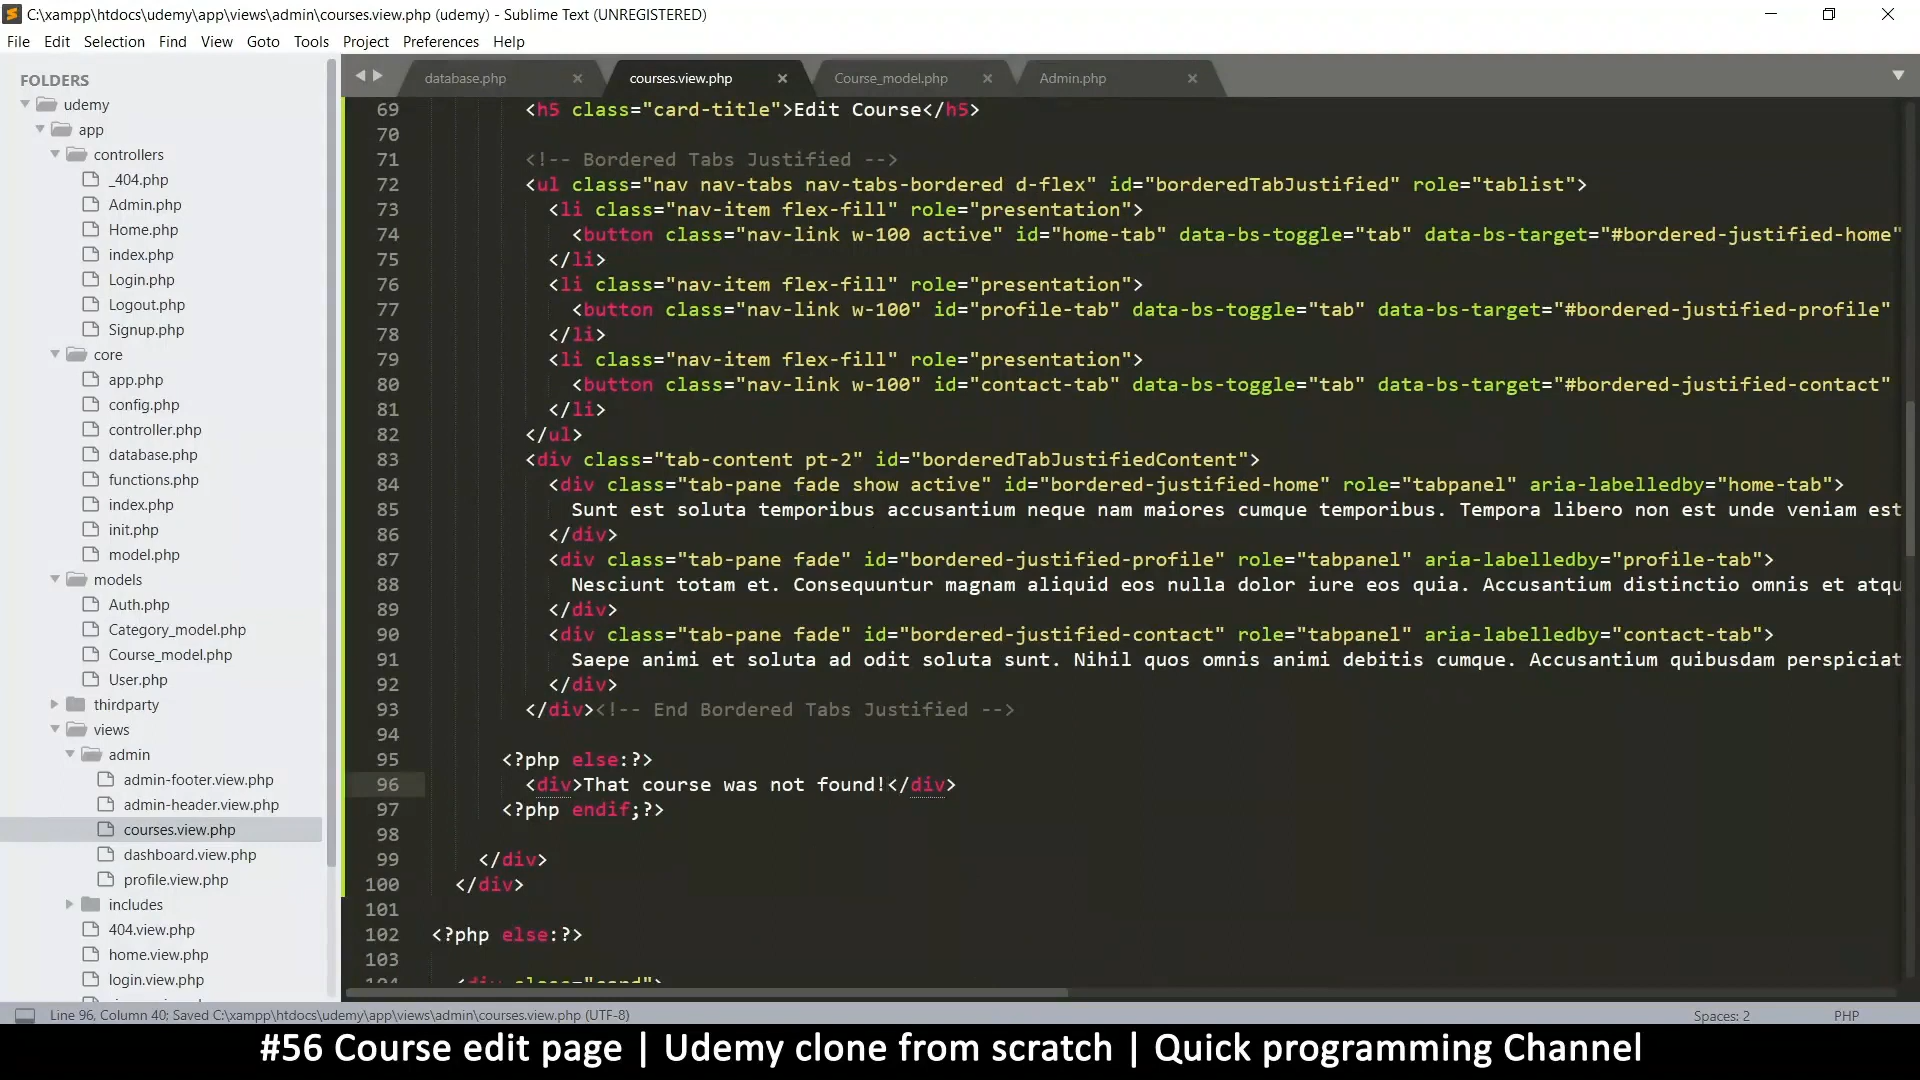 C:\xampp\htdocs\udemy\app\views\admin\courses.view.php (udemy) - Sublime Text (UNREGISTERED)
File Edit Selection Find View Goto Tools Project Preferences Help
FOLDERS
udemy
app
controllers
_404.php
Admin.php
Home.php
index.php
Login.php
Logout.php
Signup.php
core
app.php
config.php
controller.php
database.php
functions.php
index.php
init.php
model.php
models
Auth.php
Category_model.php
Course_model.php
User.php
thirdparty
views
admin
admin-footer.view.php
admin-header.view.php
courses.view.php
dashboard.view.php
profile.view.php
includes
404.view.php
home.view.php
login.view.php
database.php courses.view.php Course_model.php Admin.php
69 <h5 class="card-title">Edit Course</h5>
70
71 <!-- Bordered Tabs Justified -->
72 <ul class="nav nav-tabs nav-tabs-bordered d-flex" id="borderedTabJustified" role="tablist">
73 <li class="nav-item flex-fill" role="presentation">
74 <button class="nav-link w-100 active" id="home-tab" data-bs-toggle="tab" data-bs-target="#bordered-justified-home"
75 </li>
76 <li class="nav-item flex-fill" role="presentation">
77 <button class="nav-link w-100" id="profile-tab" data-bs-toggle="tab" data-bs-target="#bordered-justified-profile"
78 </li>
79 <li class="nav-item flex-fill" role="presentation">
80 <button class="nav-link w-100" id="contact-tab" data-bs-toggle="tab" data-bs-target="#bordered-justified-contact"
81 </li>
82 </ul>
83 <div class="tab-content pt-2" id="borderedTabJustifiedContent">
84 <div class="tab-pane fade show active" id="bordered-justified-home" role="tabpanel" aria-labelledby="home-tab">
85 Sunt est soluta temporibus accusantium neque nam maiores cumque temporibus. Tempora libero non est unde veniam est
86 </div>
87 <div class="tab-pane fade" id="bordered-justified-profile" role="tabpanel" aria-labelledby="profile-tab">
88 Nesciunt totam et. Consequuntur magnam aliquid eos nulla dolor iure eos quia. Accusantium distinctio omnis et atqu
89 </div>
90 <div class="tab-pane fade" id="bordered-justified-contact" role="tabpanel" aria-labelledby="contact-tab">
91 Saepe animi et soluta ad odit soluta sunt. Nihil quos omnis animi debitis cumque. Accusantium quibusdam perspiciat
92 </div>
93 </div><!-- End Bordered Tabs Justified -->
94
95 <?php else:?>
96 <div>That course was not found!</div>
97 <?php endif;?>
98
99 </div>
100 </div>
101
102 <?php else:?>
103
104 <div class="card">
Line 96, Column 40; Saved C:\xampp\htdocs\udemy\app\views\admin\courses.view.php (UTF-8) Spaces: 2 PHP
#56 Course edit page | Udemy clone from scratch | Quick programming Channel